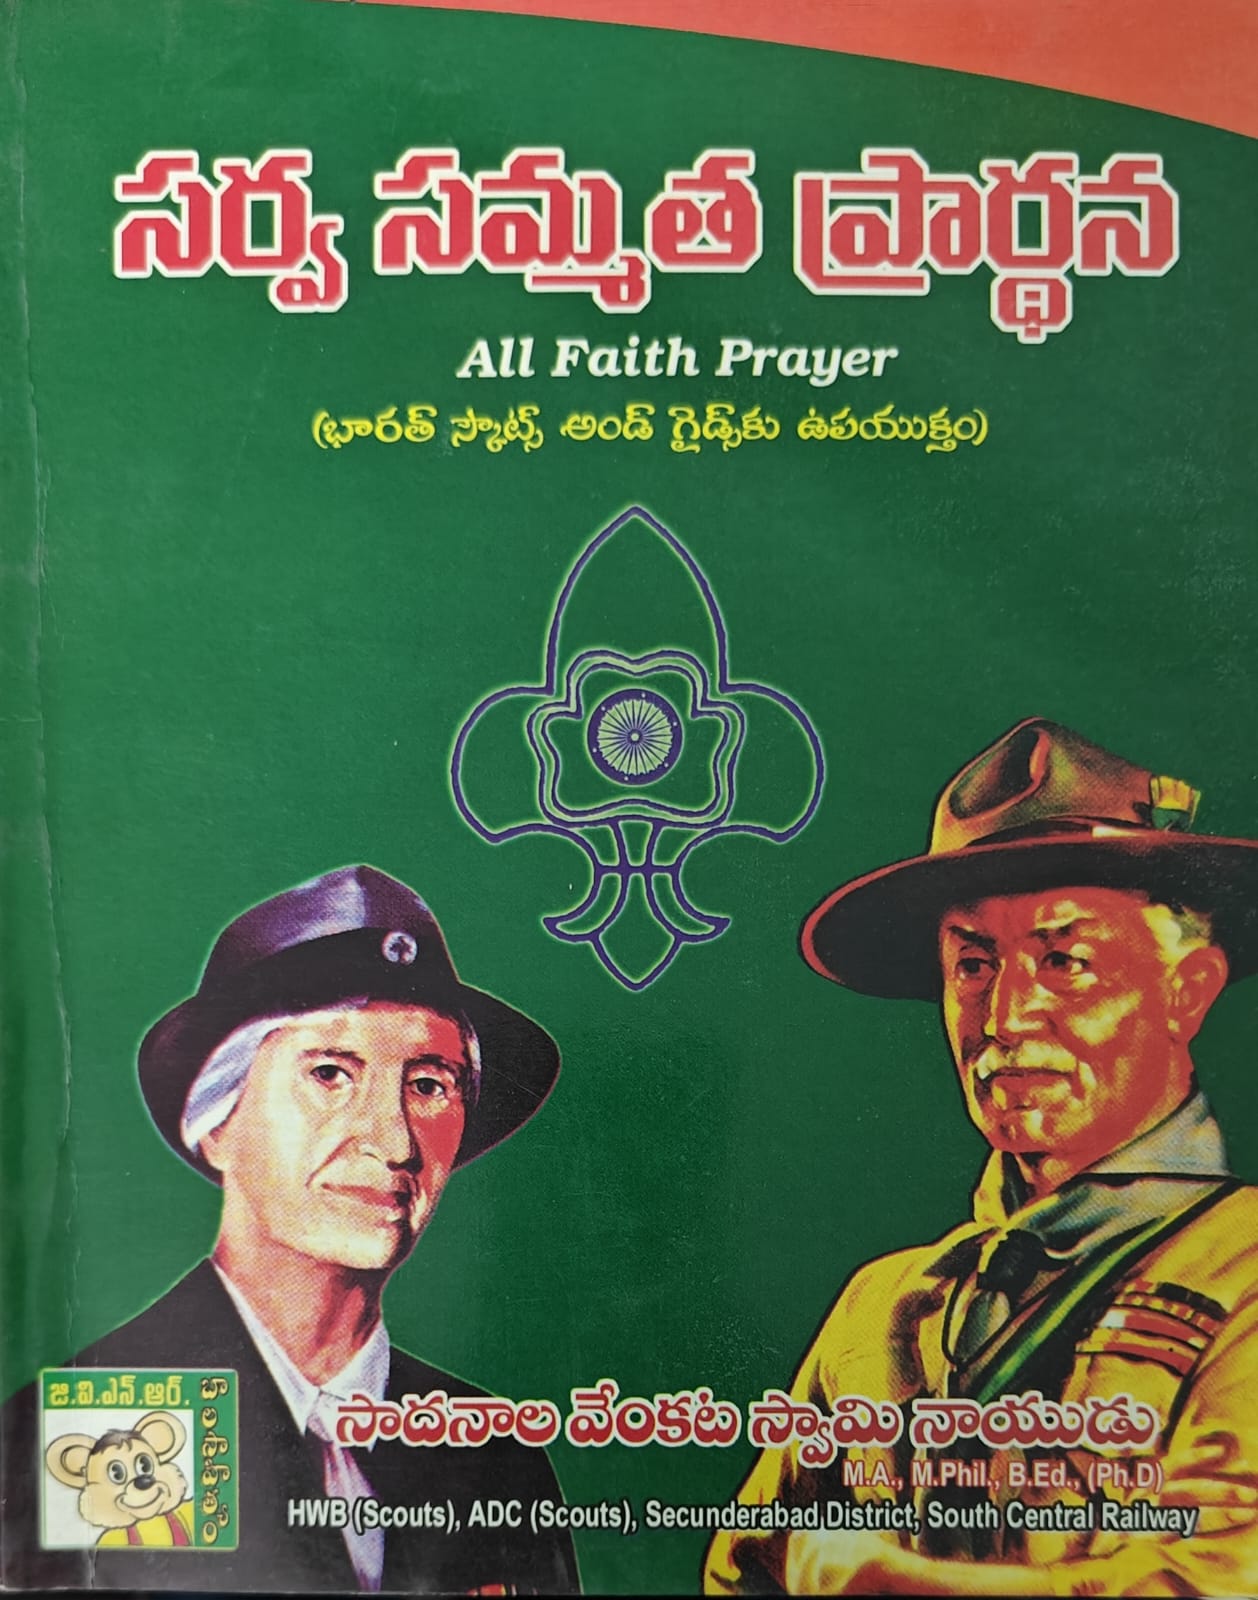 సర్వ సమ్మత ప్రార్థన
All Faith Prayer
(భారత్ స్కౌట్స్ అండ్ గైడ్స్‌కు ఉపయుక్తం)
జి.వి.ఎన్.ఆర్.
బాలసాహిత్యం
సాదనాల వేంకట స్వామి నాయుడు
M.A., M.Phil., B.Ed., (Ph.D)
HWB (Scouts), ADC (Scouts), Secunderabad District, South Central Railway